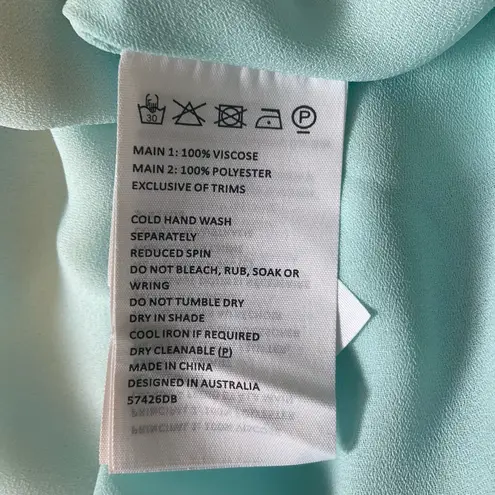 30
P
MAIN 1: 100% VISCOSE
MAIN 2: 100% POLYESTER
EXCLUSIVE OF TRIMS
COLD HAND WASH
SEPARATELY
REDUCED SPIN
DO NOT BLEACH, RUB, SOAK OR
WRING
DO NOT TUMBLE DRY
DRY IN SHADE
COOL IRON IF REQUIRED
DRY CLEANABLE (P)
MADE IN CHINA
DESIGNED IN AUSTRALIA
57426DB